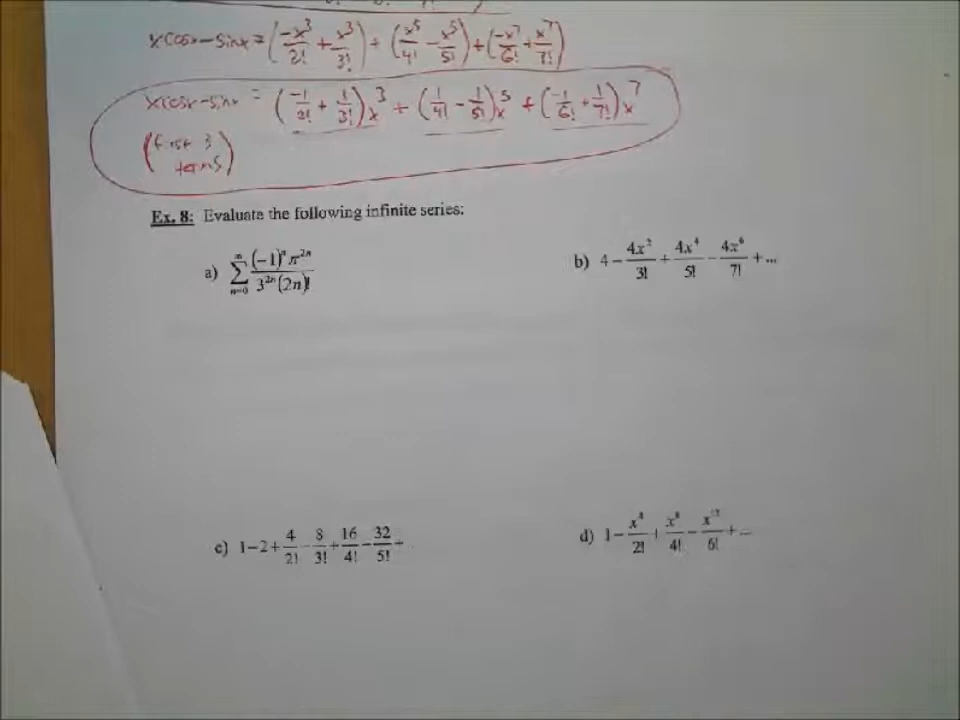 xcosx-sinx = (-x³/2! + x³/3!) + (x⁵/4! - x⁵/5!) + (-x⁷/6! + x⁷/7!)
xcosx-sinx = (-1/2! + 1/3!)x³ + (1/4! - 1/5!)x⁵ + (-1/6! + 1/7!)x⁷
(first 3
terms)
Ex. 8: Evaluate the following infinite series:
a) ∑_{n=0}^{∞} (-1)ⁿ π²ⁿ / 3²ⁿ(2n)!
b) 4 - 4x²/3! + 4x⁴/5! - 4x⁶/7! + ...
c) 1 - 2 + 4/2! - 8/3! + 16/4! - 32/5! + ..
d) 1 - x⁴/2! + x⁸/4! - x¹²/6! + ...